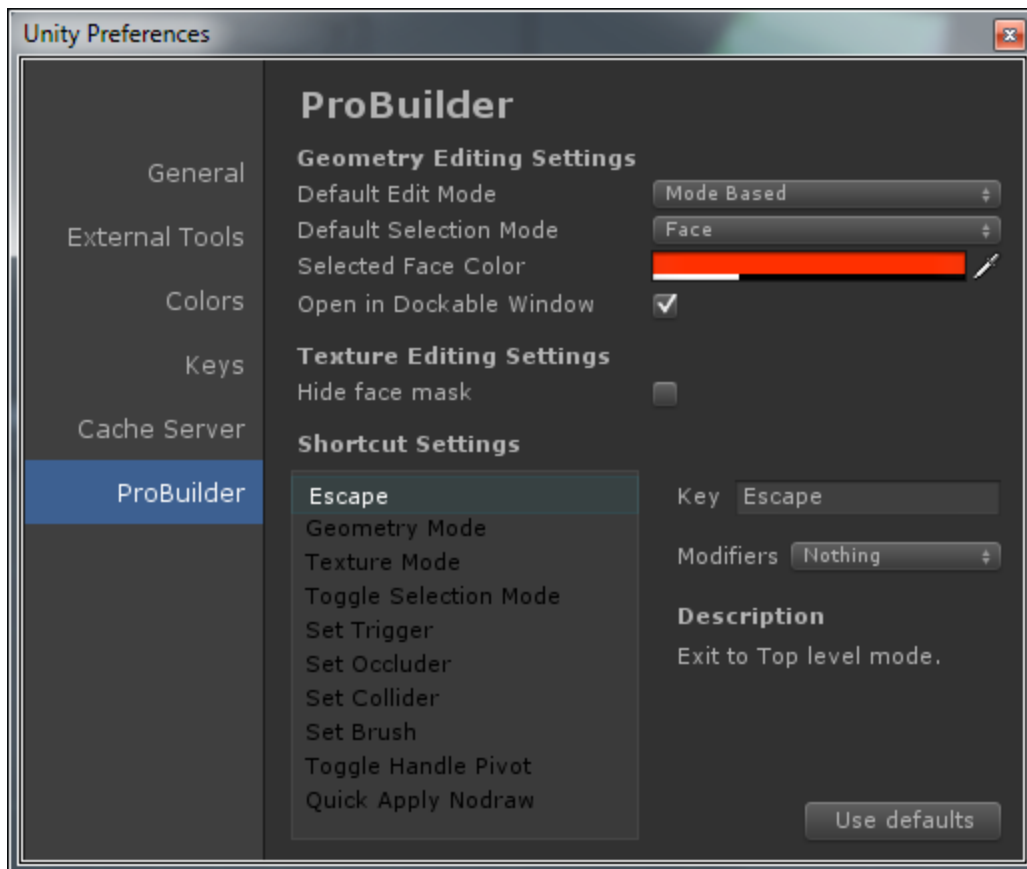 Unity Preferences
General
External Tools
Colors
Keys
Cache Server
ProBuilder
ProBuilder
Geometry Editing Settings
Default Edit Mode Mode Based
Default Selection Mode Face
Selected Face Color
Open in Dockable Window
Texture Editing Settings
Hide face mask
Shortcut Settings
Escape
Geometry Mode
Texture Mode
Toggle Selection Mode
Set Trigger
Set Occluder
Set Collider
Set Brush
Toggle Handle Pivot
Quick Apply Nodraw
Key Escape
Modifiers Nothing
Description
Exit to Top level mode.
Use defaults